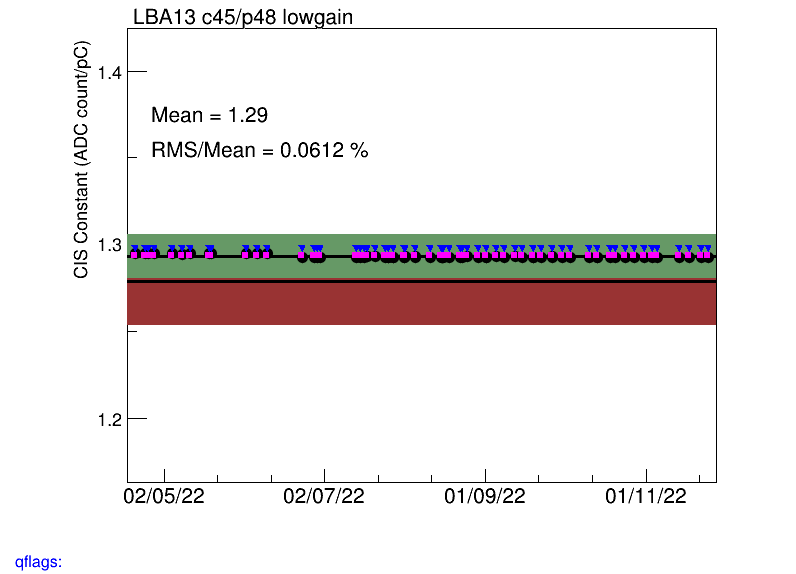 LBA13 c45/p48 lowgain
CIS Constant (ADC count/pC)
1.4
Mean = 1.29
RMS/Mean = 0.0612 %
1.3
1.2
02/05/22 02/07/22 01/09/22 01/11/22
qflags: